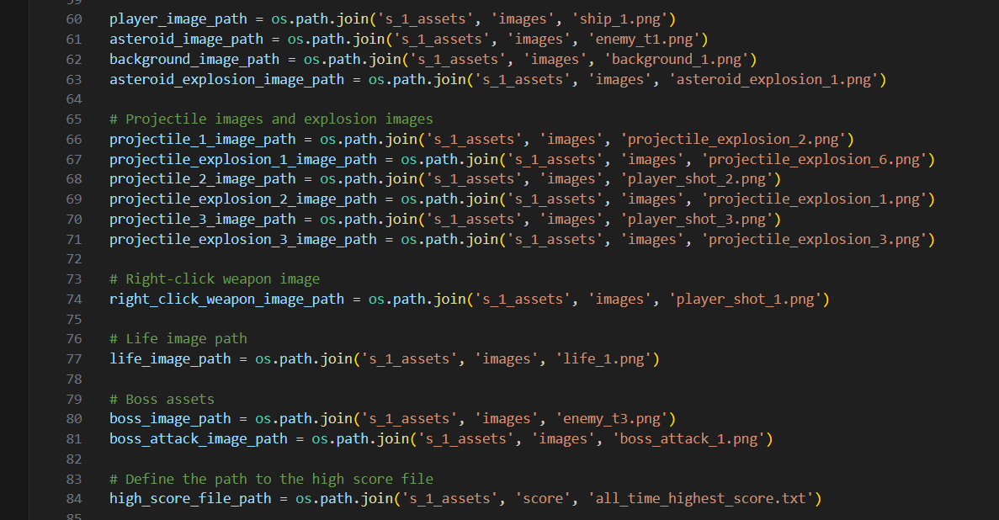 60 player_image_path = os.path.join('s_1_assets', 'images', 'ship_1.png')
61 asteroid_image_path = os.path.join('s_1_assets', 'images', 'enemy_t1.png')
62 background_image_path = os.path.join('s_1_assets', 'images', 'background_1.png')
63 asteroid_explosion_image_path = os.path.join('s_1_assets', 'images', 'asteroid_explosion_1.png')
64
65 # Projectile images and explosion images
66 projectile_1_image_path = os.path.join('s_1_assets', 'images', 'projectile_explosion_2.png')
67 projectile_explosion_1_image_path = os.path.join('s_1_assets', 'images', 'projectile_explosion_6.png')
68 projectile_2_image_path = os.path.join('s_1_assets', 'images', 'player_shot_2.png')
69 projectile_explosion_2_image_path = os.path.join('s_1_assets', 'images', 'projectile_explosion_1.png')
70 projectile_3_image_path = os.path.join('s_1_assets', 'images', 'player_shot_3.png')
71 projectile_explosion_3_image_path = os.path.join('s_1_assets', 'images', 'projectile_explosion_3.png')
72
73 # Right-click weapon image
74 right_click_weapon_image_path = os.path.join('s_1_assets', 'images', 'player_shot_1.png')
75
76 # Life image path
77 life_image_path = os.path.join('s_1_assets', 'images', 'life_1.png')
78
79 # Boss assets
80 boss_image_path = os.path.join('s_1_assets', 'images', 'enemy_t3.png')
81 boss_attack_image_path = os.path.join('s_1_assets', 'images', 'boss_attack_1.png')
82
83 # Define the path to the high score file
84 high_score_file_path = os.path.join('s_1_assets', 'score', 'all_time_highest_score.txt')
85